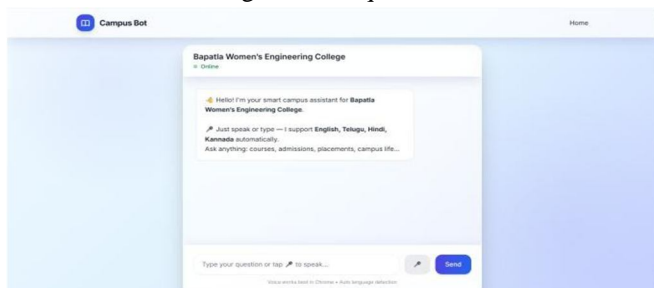 Campus Bot
Home
Bapatla Women's Engineering College
Online
👋 Hello! I'm your smart campus assistant for Bapatla
Women's Engineering College.
🎤 Just speak or type — I support English, Telugu, Hindi,
Kannada automatically.
Ask anything: courses, admissions, placements, campus life...
Type your question or tap 🎤 to speak...
Send
Voice works best in Chrome • Auto language detection